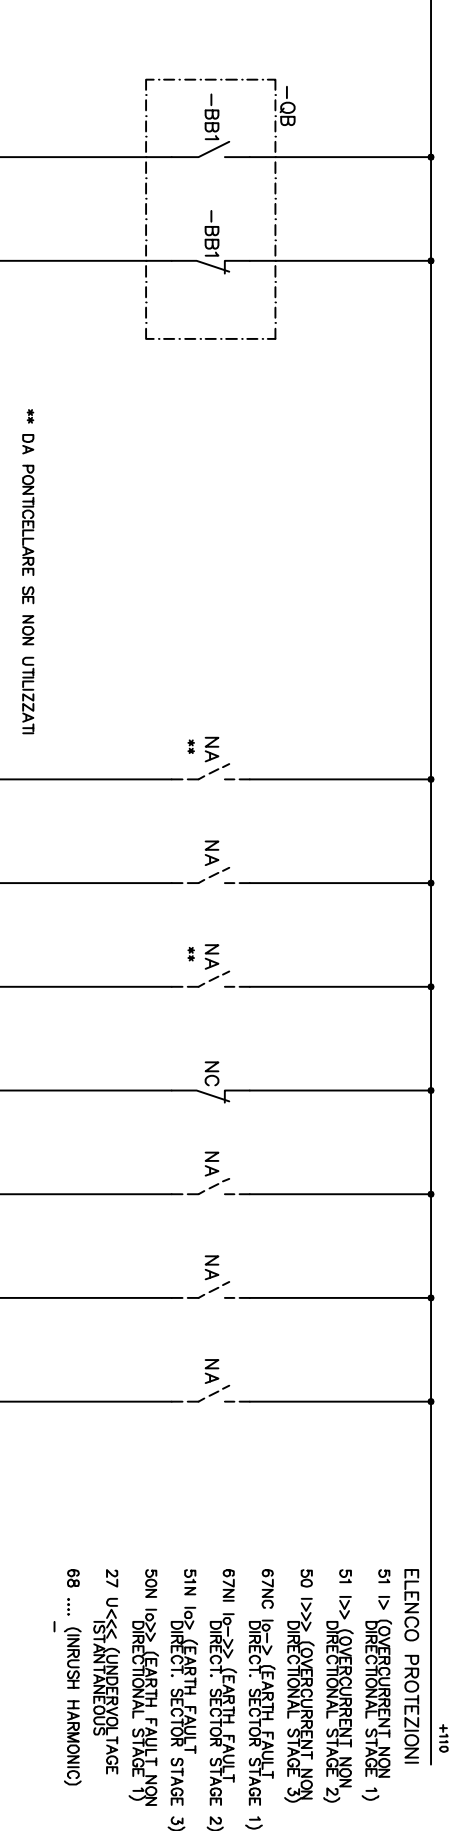 +110
-QB
-BB1
-BB1
** DA PONTICELLARE SE NON UTILIZZATI
NA
**
NA
NA
**
NC
NA
NA
NA
ELENCO PROTEZIONI
51 I> (OVERCURRENT NON
DIRECTIONAL STAGE 1)
51 I>> (OVERCURRENT NON
DIRECTIONAL STAGE 2)
50 I>>> (OVERCURRENT NON
DIRECTIONAL STAGE 3)
67NC Io-> (EARTH FAULT
DIRECT. SECTOR STAGE 1)
67NI Io->> (EARTH FAULT
DIRECT. SECTOR STAGE 2)
51N Io> (EARTH FAULT
DIRECT. SECTOR STAGE 3)
50N Io>> (EARTH FAULT NON
DIRECTIONAL STAGE 1)
27 U<<< (UNDERVOLTAGE
ISTANTANEOUS
68 .... (INRUSH HARMONIC)
_